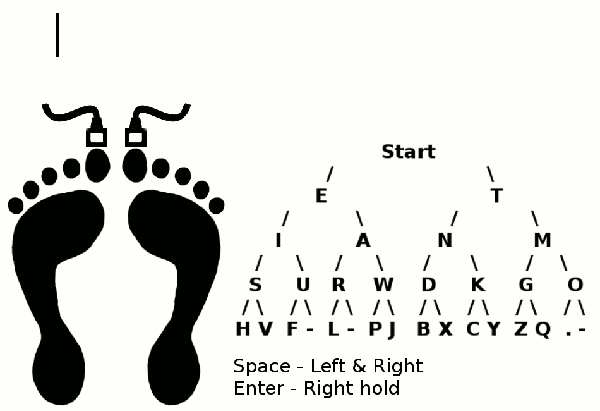 Start
E T
I A N M
S U R W D K G O
H V F - L - P J B X C Y Z Q . -
Space - Left & Right
Enter - Right hold